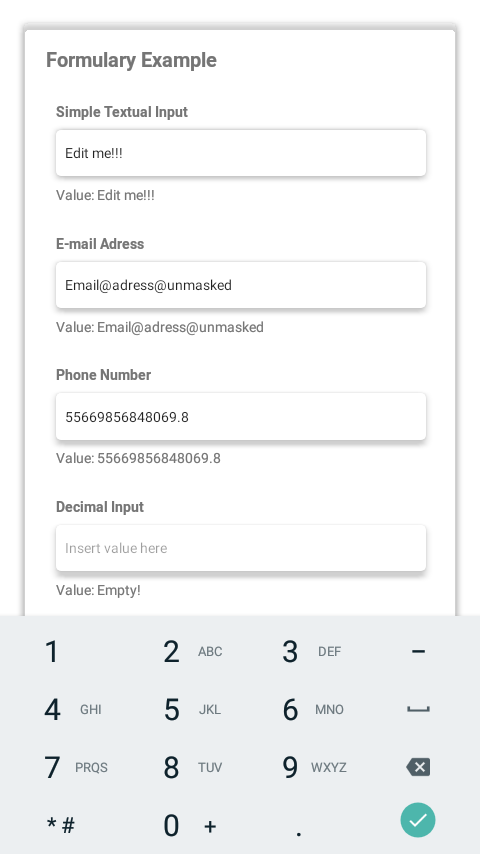 Formulary Example
Simple Textual Input
Edit me!!!
Value: Edit me!!!
E-mail Adress
Email@adress@unmasked
Value: Email@adress@unmasked
Phone Number
55669856848069.8
Value: 55669856848069.8
Decimal Input
Insert value here
Value: Empty!
1 2 ABC 3 DEF -
4 GHI 5 JKL 6 MNO
7 PRQS 8 TUV 9 WXYZ
* # 0 + .